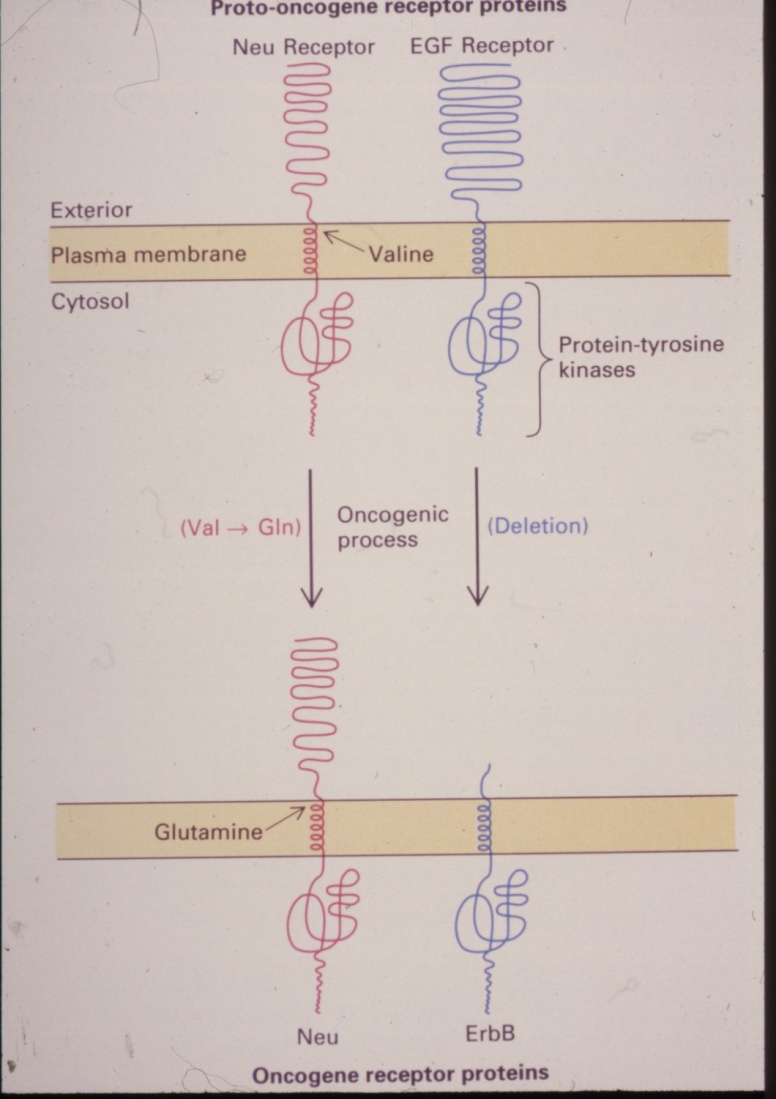 Proto-oncogene receptor proteins
Neu Receptor
EGF Receptor
Exterior
Plasma membrane
Valine
Cytosol
Protein-tyrosine
kinases
(Val → Gln)
Oncogenic
process
(Deletion)
Glutamine
Neu
ErbB
Oncogene receptor proteins